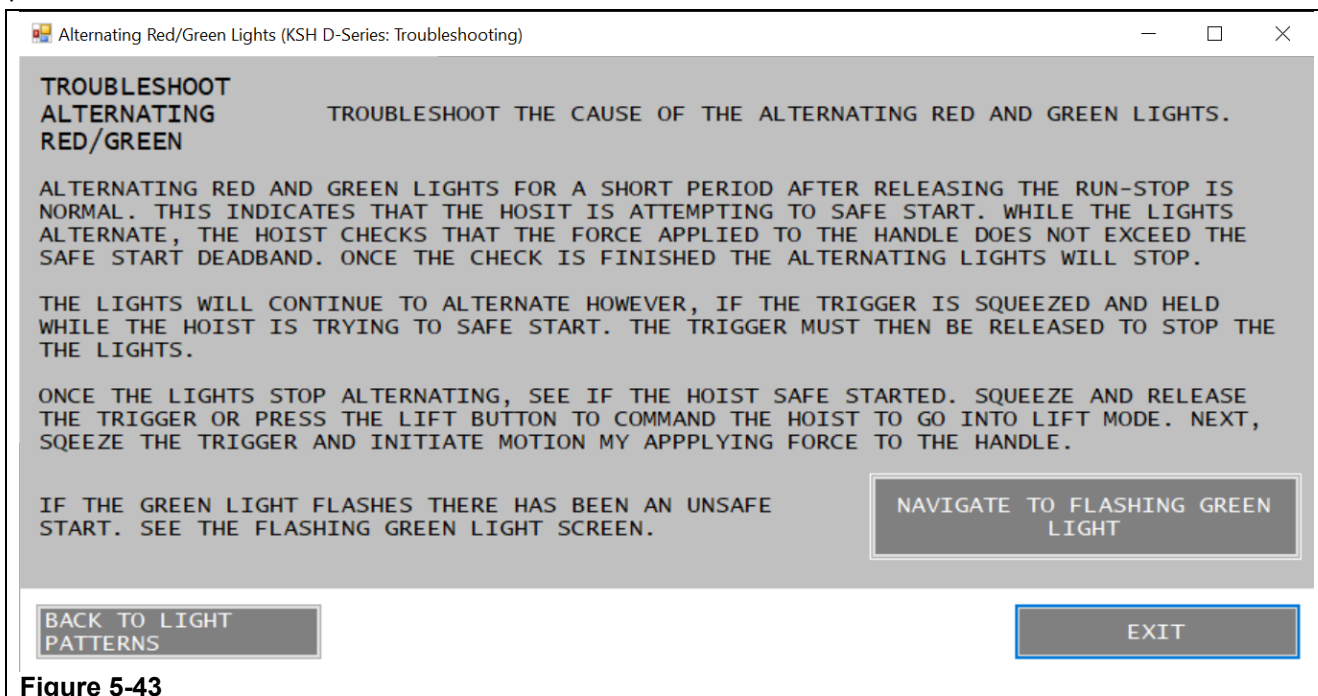 Alternating Red/Green Lights (KSH D-Series: Troubleshooting)
TROUBLESHOOT
ALTERNATING
RED/GREEN
TROUBLESHOOT THE CAUSE OF THE ALTERNATING RED AND GREEN LIGHTS.
ALTERNATING RED AND GREEN LIGHTS FOR A SHORT PERIOD AFTER RELEASING THE RUN-STOP IS
NORMAL. THIS INDICATES THAT THE HOSIT IS ATTEMPTING TO SAFE START. WHILE THE LIGHTS
ALTERNATE, THE HOIST CHECKS THAT THE FORCE APPLIED TO THE HANDLE DOES NOT EXCEED THE
SAFE START DEADBAND. ONCE THE CHECK IS FINISHED THE ALTERNATING LIGHTS WILL STOP.
THE LIGHTS WILL CONTINUE TO ALTERNATE HOWEVER, IF THE TRIGGER IS SQUEEZED AND HELD
WHILE THE HOIST IS TRYING TO SAFE START. THE TRIGGER MUST THEN BE RELEASED TO STOP THE
THE LIGHTS.
ONCE THE LIGHTS STOP ALTERNATING, SEE IF THE HOIST SAFE STARTED. SQUEEZE AND RELEASE
THE TRIGGER OR PRESS THE LIFT BUTTON TO COMMAND THE HOIST TO GO INTO LIFT MODE. NEXT,
SQEEZE THE TRIGGER AND INITIATE MOTION MY APPPLYING FORCE TO THE HANDLE.
IF THE GREEN LIGHT FLASHES THERE HAS BEEN AN UNSAFE
START. SEE THE FLASHING GREEN LIGHT SCREEN.
NAVIGATE TO FLASHING GREEN
LIGHT
BACK TO LIGHT
PATTERNS
EXIT
Figure 5-43